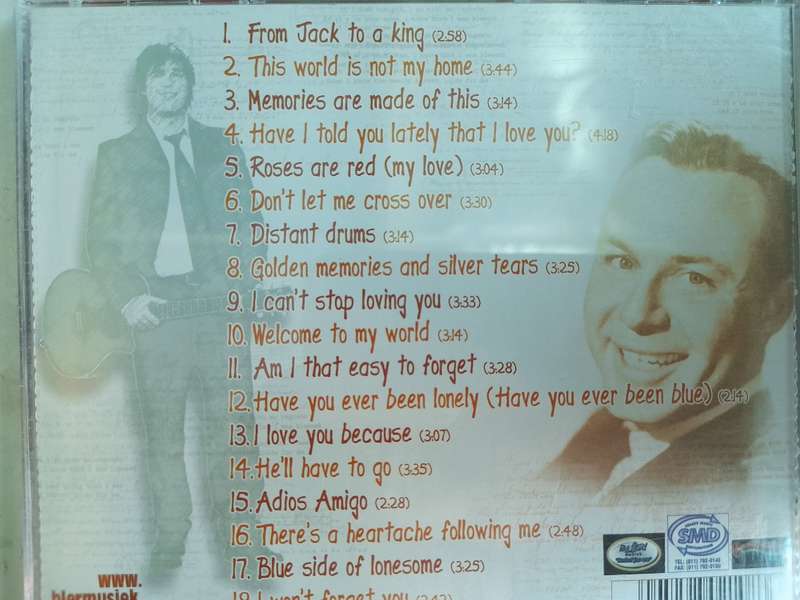 1. From Jack to a king (2:58)
2. This world is not my home (3:44)
3. Memories are made of this (3:14)
4. Have I told you lately that I love you? (4:18)
5. Roses are red (my love) (3:04)
6. Don't let me cross over (3:30)
7. Distant drums (3:14)
8. Golden memories and silver tears (3:25)
9. I can't stop loving you (3:33)
10. Welcome to my world (3:14)
11. Am I that easy to forget (3:28)
12. Have you ever been lonely (Have you ever been blue) (2:14)
13. I love you because (3:07)
14. He'll have to go (3:35)
15. Adios Amigo (2:28)
16. There's a heartache following me (2:48)
17. Blue side of lonesome (3:25)
18 I won't forget you
SMD
www.